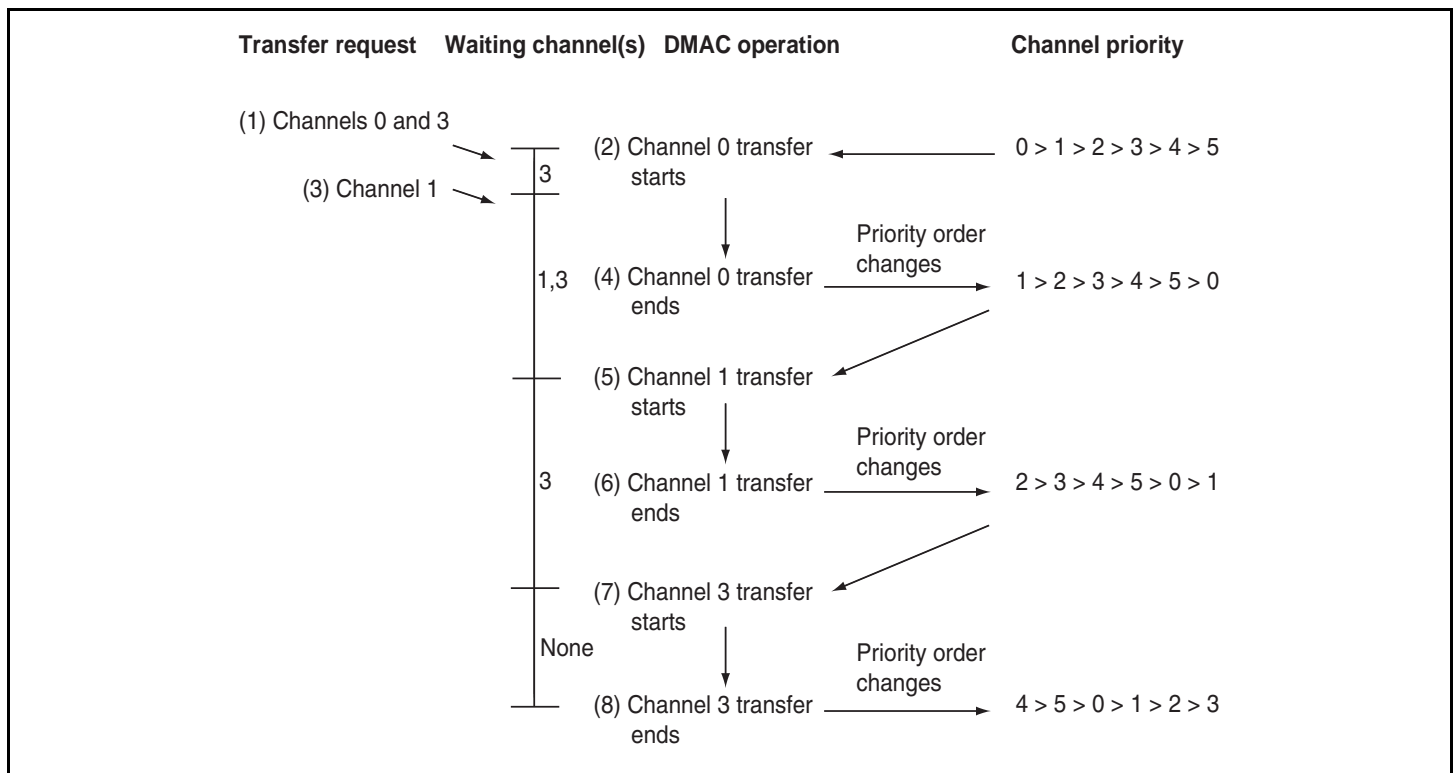 Transfer request Waiting channel(s) DMAC operation Channel priority
(1) Channels 0 and 3
(2) Channel 0 transfer
starts
0 > 1 > 2 > 3 > 4 > 5
3
(3) Channel 1
Priority order
changes
1,3
(4) Channel 0 transfer
ends
1 > 2 > 3 > 4 > 5 > 0
(5) Channel 1 transfer
starts
Priority order
changes
3
(6) Channel 1 transfer
ends
2 > 3 > 4 > 5 > 0 > 1
(7) Channel 3 transfer
starts
None
Priority order
changes
(8) Channel 3 transfer
ends
4 > 5 > 0 > 1 > 2 > 3